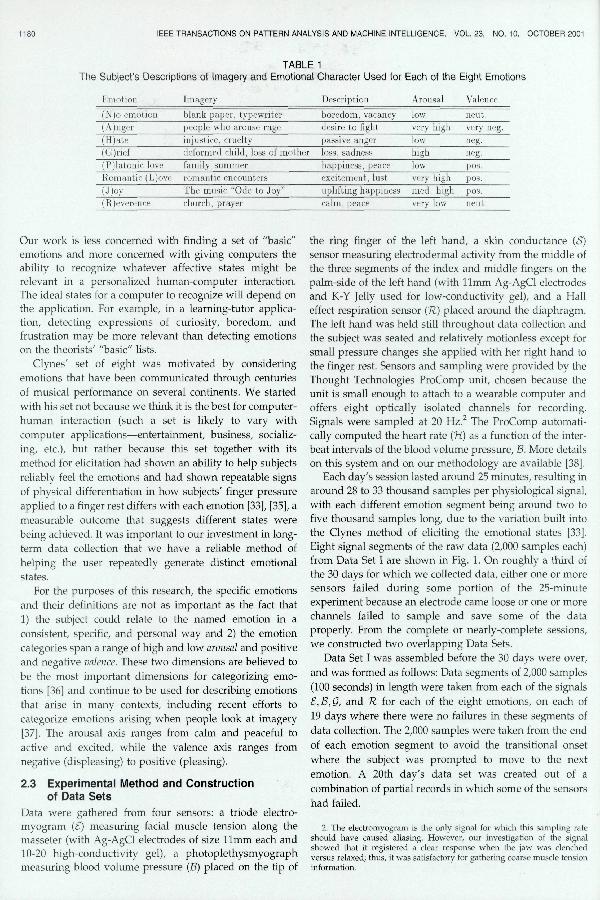 1180
IEEE TRANSACTIONS ON PATTERN ANALYSIS AND MACHINE INTELLIGENCE, VOL. 23, NO. 10, OCTOBER 2001
TABLE 1
The Subject's Descriptions of Imagery and Emotional Character Used for Each of the Eight Emotions
Emotion Imagery Description Arousal Valence
(N)o emotion blank paper, typewriter boredom, vacancy low neut.
(A)nger people who arouse rage desire to fight very high very neg.
(H)ate injustice, cruelty passive anger low neg.
(G)rief deformed child, loss of mother loss, sadness high neg.
(P)latonic love family, summer happiness, peace low pos.
Romantic (L)ove romantic encounters excitement, lust very high pos.
(J)oy The music "Ode to Joy" uplifting happiness med. high pos.
(R)everence church, prayer calm, peace very low neut.
Our work is less concerned with finding a set of "basic"
emotions and more concerned with giving computers the
ability to recognize whatever affective states might be
relevant in a personalized human-computer interaction.
The ideal states for a computer to recognize will depend on
the application. For example, in a learning-tutor applica-
tion, detecting expressions of curiosity, boredom, and
frustration may be more relevant than detecting emotions
on the theorists' "basic" lists.
Clynes' set of eight was motivated by considering
emotions that have been communicated through centuries
of musical performance on several continents. We started
with his set not because we think it is the best for computer-
human interaction (such a set is likely to vary with
computer applications—entertainment, business, socializ-
ing, etc.), but rather because this set together with its
method for elicitation had shown an ability to help subjects
reliably feel the emotions and had shown repeatable signs
of physical differentiation in how subjects' finger pressure
applied to a finger rest differs with each emotion [33], [35], a
measurable outcome that suggests different states were
being achieved. It was important to our investment in long-
term data collection that we have a reliable method of
helping the user repeatedly generate distinct emotional
states.
For the purposes of this research, the specific emotions
and their definitions are not as important as the fact that
1) the subject could relate to the named emotion in a
consistent, specific, and personal way and 2) the emotion
categories span a range of high and low arousal and positive
and negative valence. These two dimensions are believed to
be the most important dimensions for categorizing emo-
tions [36] and continue to be used for describing emotions
that arise in many contexts, including recent efforts to
categorize emotions arising when people look at imagery
[37]. The arousal axis ranges from calm and peaceful to
active and excited, while the valence axis ranges from
negative (displeasing) to positive (pleasing).
2.3 Experimental Method and Construction
of Data Sets
Data were gathered from four sensors: a triode electro-
myogram (ℰ) measuring facial muscle tension along the
masseter (with Ag-AgCl electrodes of size 11mm each and
10-20 high-conductivity gel), a photoplethysmyograph
measuring blood volume pressure (ℬ) placed on the tip of
the ring finger of the left hand, a skin conductance (𝒮)
sensor measuring electrodermal activity from the middle of
the three segments of the index and middle fingers on the
palm-side of the left hand (with 11mm Ag-AgCl electrodes
and K-Y Jelly used for low-conductivity gel), and a Hall
effect respiration sensor (ℛ) placed around the diaphragm.
The left hand was held still throughout data collection and
the subject was seated and relatively motionless except for
small pressure changes she applied with her right hand to
the finger rest. Sensors and sampling were provided by the
Thought Technologies ProComp unit, chosen because the
unit is small enough to attach to a wearable computer and
offers eight optically isolated channels for recording.
Signals were sampled at 20 Hz.2 The ProComp automati-
cally computed the heart rate (ℋ) as a function of the inter-
beat intervals of the blood volume pressure, ℬ. More details
on this system and on our methodology are available [38].
Each day's session lasted around 25 minutes, resulting in
around 28 to 33 thousand samples per physiological signal,
with each different emotion segment being around two to
five thousand samples long, due to the variation built into
the Clynes method of eliciting the emotional states [33].
Eight signal segments of the raw data (2,000 samples each)
from Data Set I are shown in Fig. 1. On roughly a third of
the 30 days for which we collected data, either one or more
sensors failed during some portion of the 25-minute
experiment because an electrode came loose or one or more
channels failed to sample and save some of the data
properly. From the complete or nearly-complete sessions,
we constructed two overlapping Data Sets.
Data Set I was assembled before the 30 days were over,
and was formed as follows: Data segments of 2,000 samples
(100 seconds) in length were taken from each of the signals
ℰ, ℬ, 𝒢, and ℛ for each of the eight emotions, on each of
19 days where there were no failures in these segments of
data collection. The 2,000 samples were taken from the end
of each emotion segment to avoid the transitional onset
where the subject was prompted to move to the next
emotion. A 20th day's data set was created out of a
combination of partial records in which some of the sensors
had failed.
2. The electromyogram is the only signal for which this sampling rate
should have caused aliasing. However, our investigation of the signal
showed that it registered a clear response when the jaw was clenched
versus relaxed; thus, it was satisfactory for gathering coarse muscle tension
information.